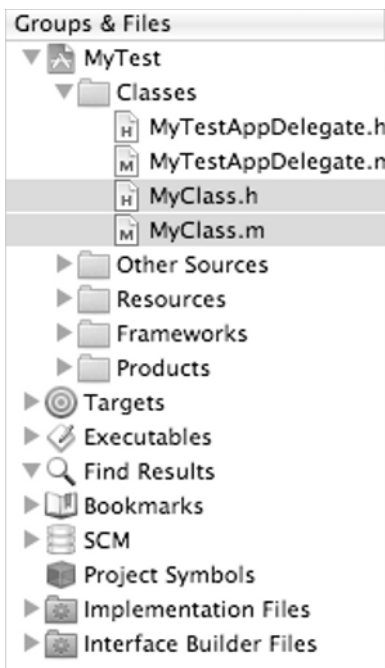 Groups & Files
MyTest
Classes
H MyTestAppDelegate.h
M MyTestAppDelegate.m
H MyClass.h
M MyClass.m
Other Sources
Resources
Frameworks
Products
Targets
Executables
Find Results
Bookmarks
SCM
Project Symbols
Implementation Files
Interface Builder Files